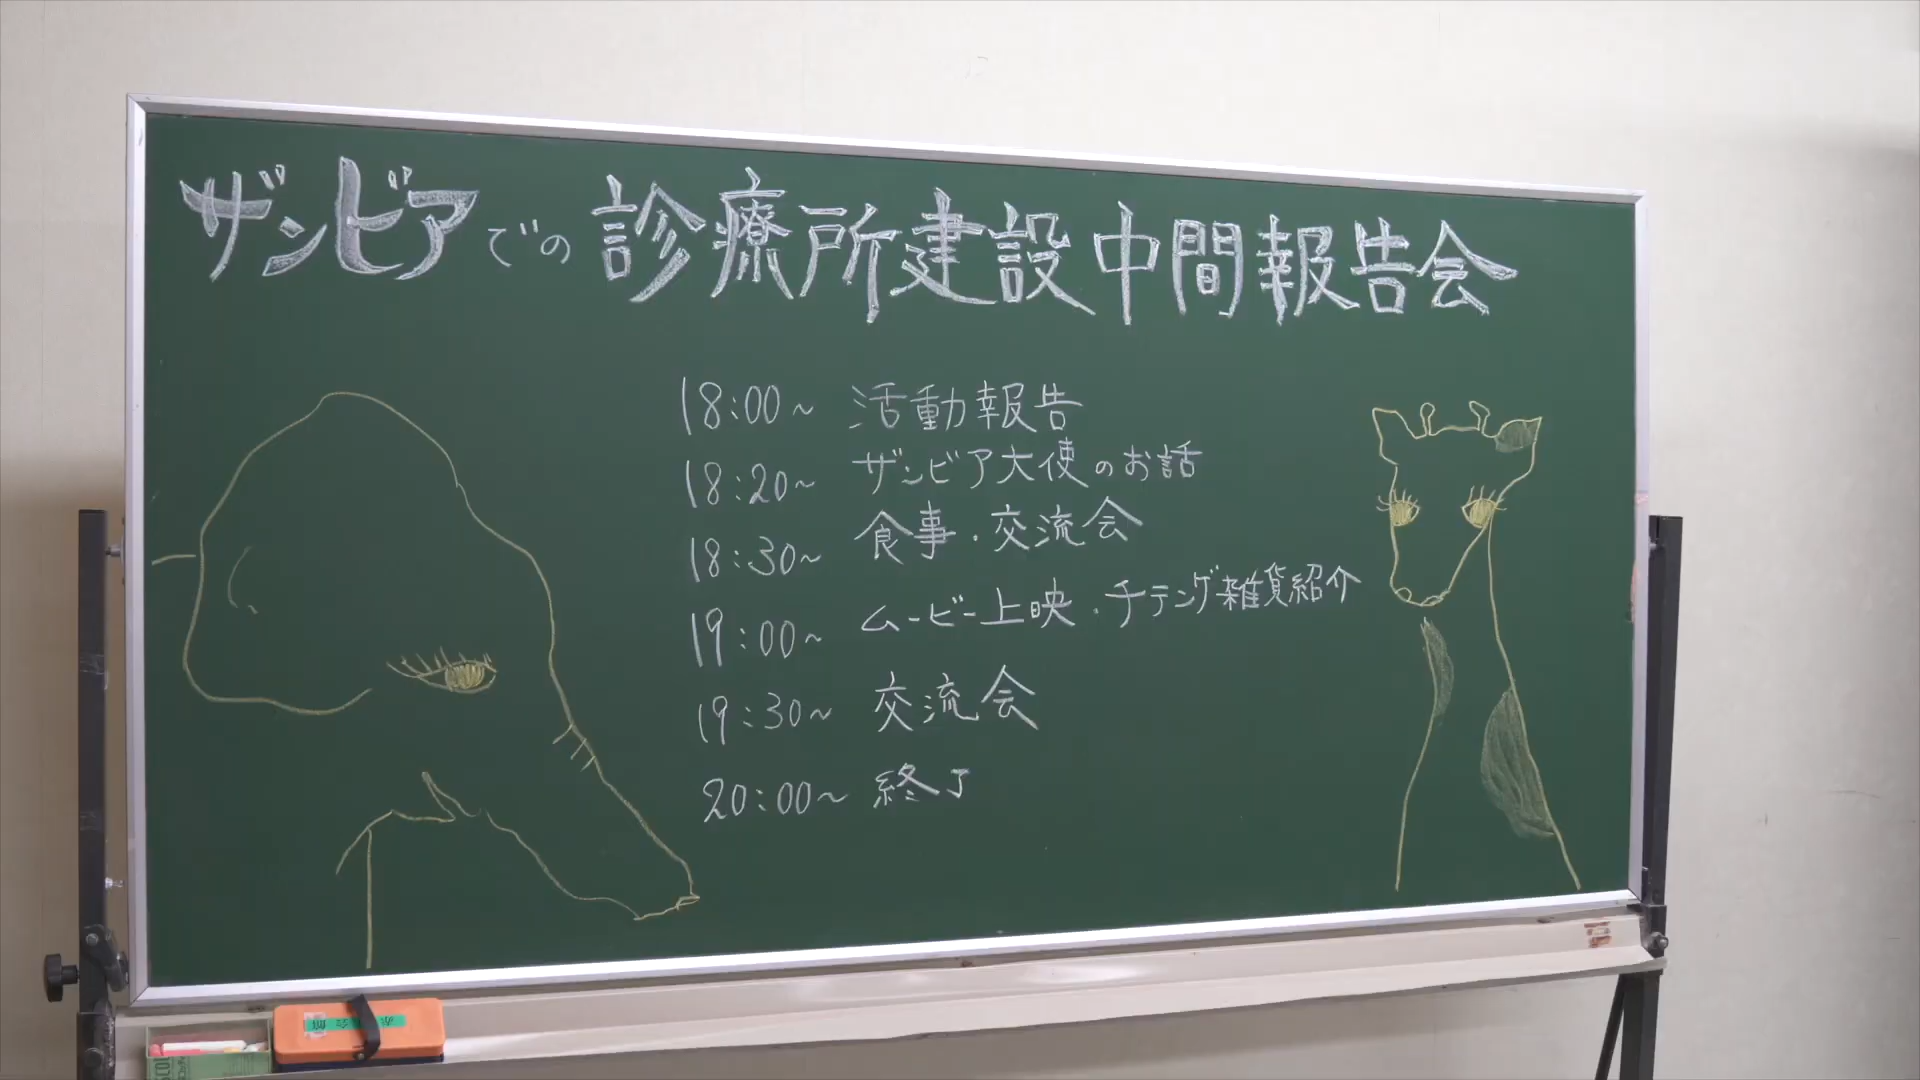 ザンビアでの診療所建設中間報告会
18:00~ 活動報告
18:20~ ザンビア大使のお話
18:30~ 食事・交流会
19:00~ ムービー上映・チテンゲ雑貨紹介
19:30~ 交流会
20:00~ 終了